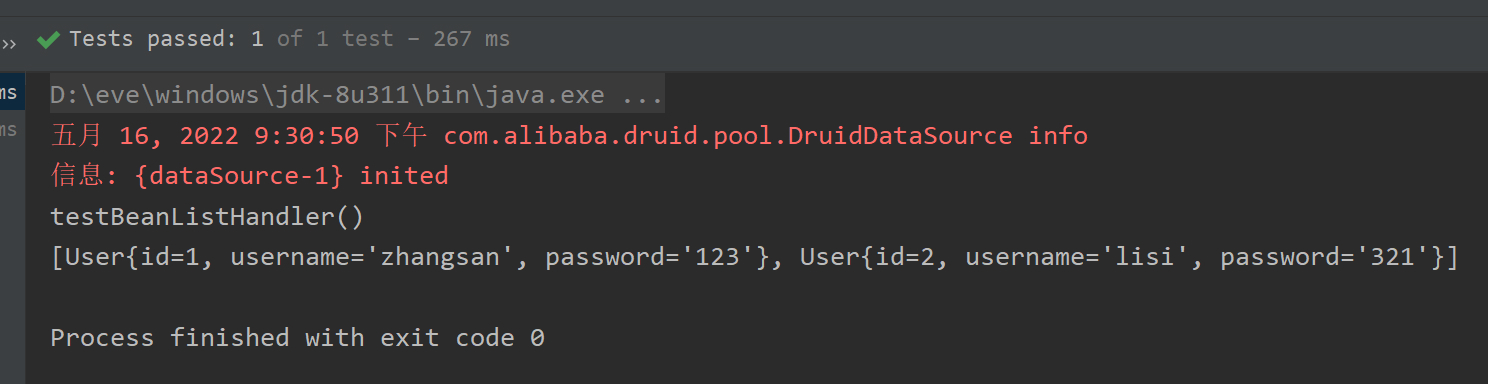 >> Tests passed: 1 of 1 test – 267 ms
ms
D:\eve\windows\jdk-8u311\bin\java.exe ...
ms
五月 16, 2022 9:30:50 下午 com.alibaba.druid.pool.DruidDataSource info
信息: {dataSource-1} inited
testBeanListHandler()
[User{id=1, username='zhangsan', password='123'}, User{id=2, username='lisi', password='321'}]
Process finished with exit code 0